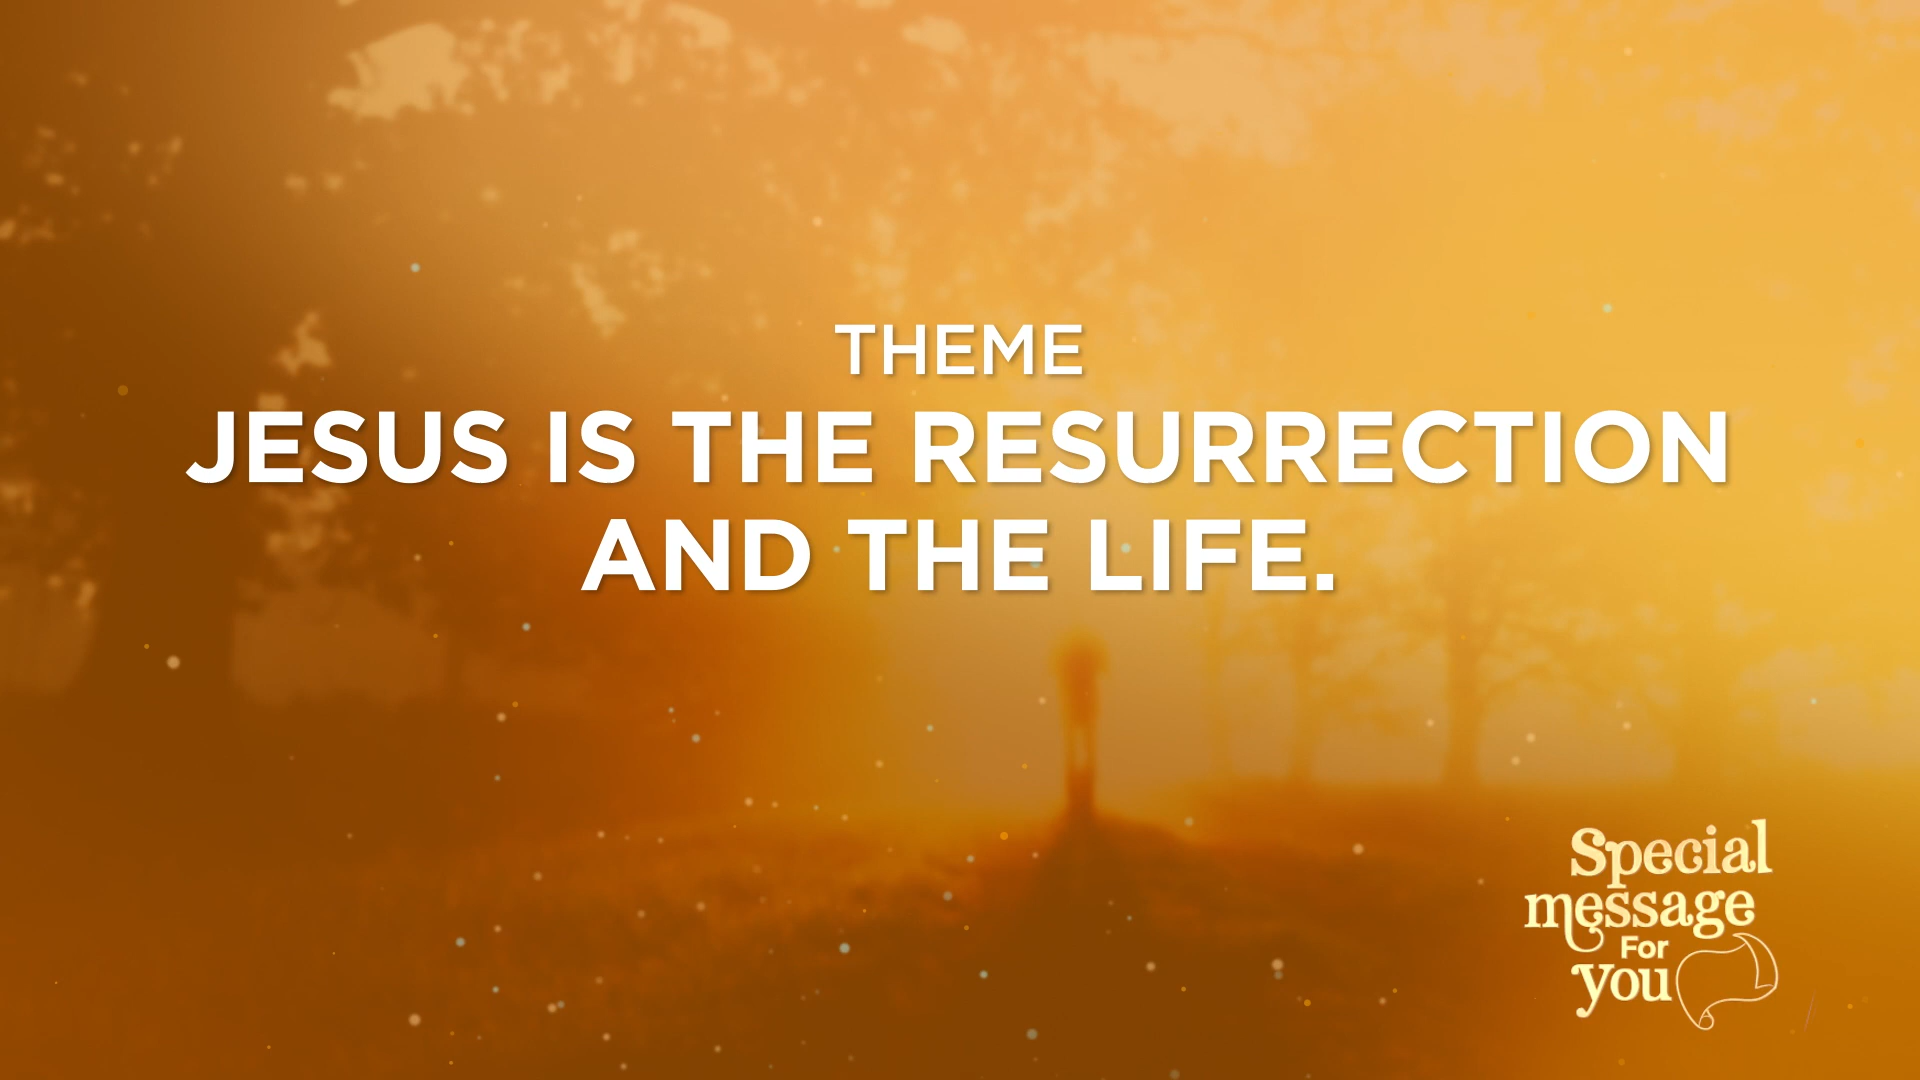 THEME
JESUS IS THE RESURRECTION
AND THE LIFE.
Special
message
For
you